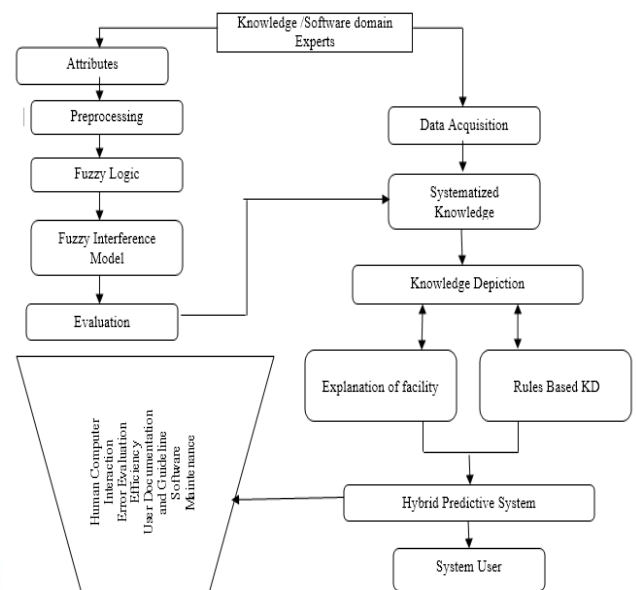 Knowledge /Software domain
Experts
Attributes
Preprocessing
Fuzzy Logic
Fuzzy Interference
Model
Evaluation
Data Acquisition
Systematized
Knowledge
Knowledge Depiction
Explanation of facility
Rules Based KD
Hybrid Predictive System
System User
Human Computer
Interaction
Error Evaluation
Efficiency
User Documentation
and Guideline
Software
Maintenance